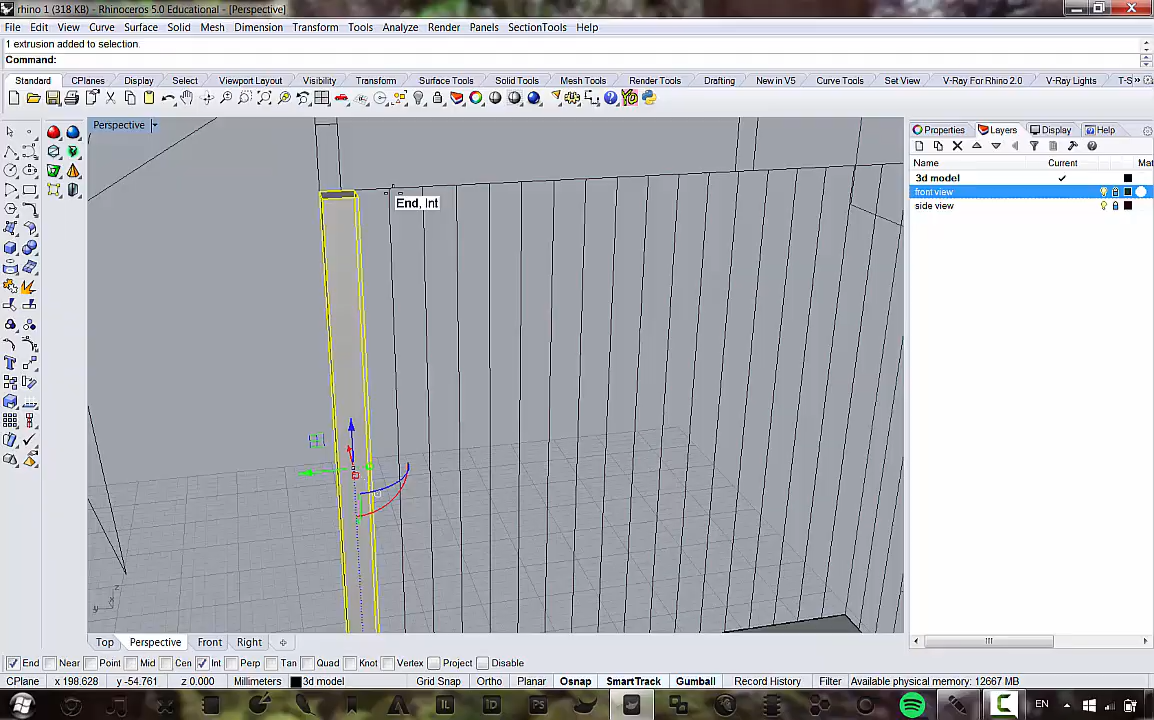 rhino 1 (318 KB) - Rhinoceros 5.0 Educational - [Perspective]
File Edit View Curve Surface Solid Mesh Dimension Transform Tools Analyze Render Panels SectionTools Help
1 extrusion added to selection.
Command:
Standard CPlanes Display Select Viewport Layout Visibility Transform Surface Tools Solid Tools Mesh Tools Render Tools Drafting New in V5 Curve Tools Set View V-Ray For Rhino 2.0 V-Ray Lights T-S
Perspective
Properties Layers Display Help
Name Current Mat
3d model
front view
side view
End, Int
z
y x
Top Perspective Front Right
End Near Point Mid Cen Int Perp Tan Quad Knot Vertex Project Disable
CPlane x 198.628 y -54.761 z 0.000 Millimeters 3d model Grid Snap Ortho Planar Osnap SmartTrack Gumball Record History Filter Available physical memory: 12667 MB
IL ID PS EN